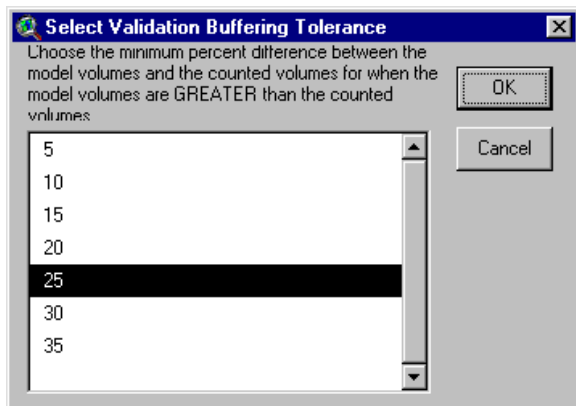 Select Validation Buffering Tolerance
Choose the minimum percent difference between the
model volumes and the counted volumes for when the
model volumes are GREATER than the counted
volumes
OK
Cancel
5
10
15
20
25
30
35